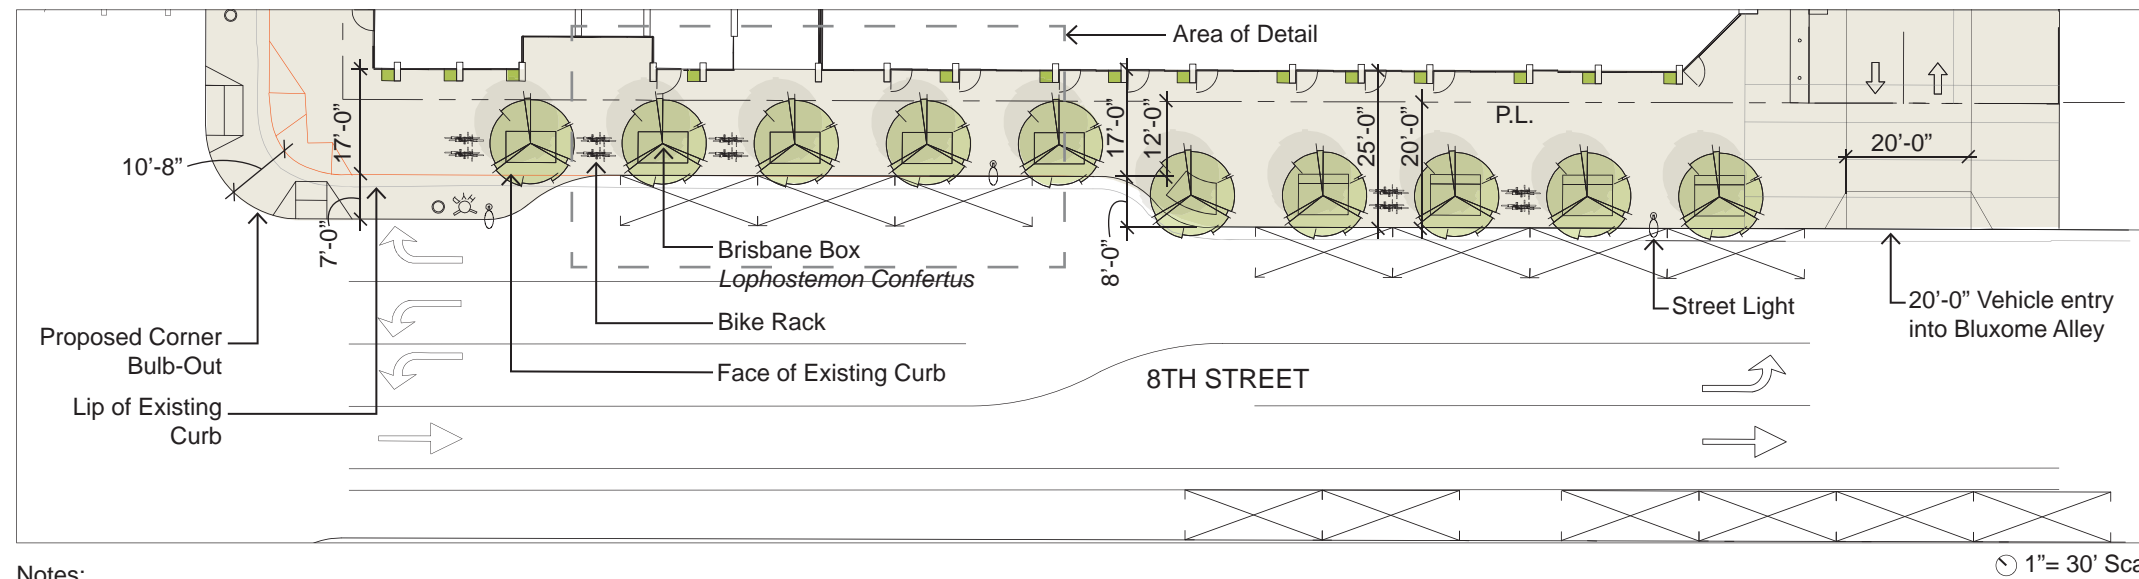 Area of Detail
17'-0"
17'-0"
12'-0"
25'-0"
20'-0"
P.L.
20'-0"
10'-8"
7'-0"
8'-0"
Brisbane Box
Lophostemon Confertus
Bike Rack
Face of Existing Curb
Proposed Corner
Bulb-Out
Lip of Existing
Curb
8TH STREET
Street Light
20'-0" Vehicle entry
into Bluxome Alley
Notes:
1"= 30' Sca